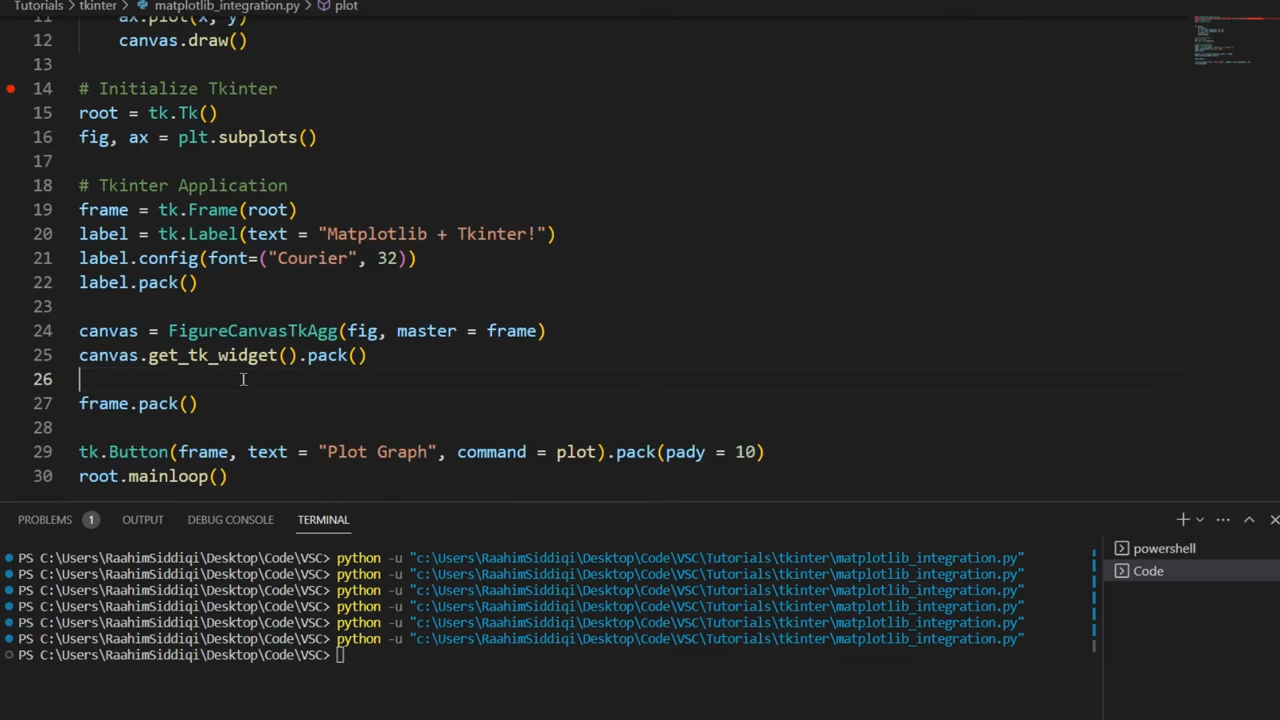 Tutorials > tkinter > matplotlib_integration.py > plot
11 ax.plot(x, y)
12 canvas.draw()
13
14 # Initialize Tkinter
15 root = tk.Tk()
16 fig, ax = plt.subplots()
17
18 # Tkinter Application
19 frame = tk.Frame(root)
20 label = tk.Label(text = "Matplotlib + Tkinter!")
21 label.config(font=("Courier", 32))
22 label.pack()
23
24 canvas = FigureCanvasTkAgg(fig, master = frame)
25 canvas.get_tk_widget().pack()
26
27 frame.pack()
28
29 tk.Button(frame, text = "Plot Graph", command = plot).pack(pady = 10)
30 root.mainloop()
PROBLEMS 1 OUTPUT DEBUG CONSOLE TERMINAL
powershell
Code
PS C:\Users\RaahimSiddiqi\Desktop\Code\VSC> python -u "c:\Users\RaahimSiddiqi\Desktop\Code\VSC\Tutorials\tkinter\matplotlib_integration.py"
PS C:\Users\RaahimSiddiqi\Desktop\Code\VSC> python -u "c:\Users\RaahimSiddiqi\Desktop\Code\VSC\Tutorials\tkinter\matplotlib_integration.py"
PS C:\Users\RaahimSiddiqi\Desktop\Code\VSC> python -u "c:\Users\RaahimSiddiqi\Desktop\Code\VSC\Tutorials\tkinter\matplotlib_integration.py"
PS C:\Users\RaahimSiddiqi\Desktop\Code\VSC> python -u "c:\Users\RaahimSiddiqi\Desktop\Code\VSC\Tutorials\tkinter\matplotlib_integration.py"
PS C:\Users\RaahimSiddiqi\Desktop\Code\VSC> python -u "c:\Users\RaahimSiddiqi\Desktop\Code\VSC\Tutorials\tkinter\matplotlib_integration.py"
PS C:\Users\RaahimSiddiqi\Desktop\Code\VSC> python -u "c:\Users\RaahimSiddiqi\Desktop\Code\VSC\Tutorials\tkinter\matplotlib_integration.py"
PS C:\Users\RaahimSiddiqi\Desktop\Code\VSC>